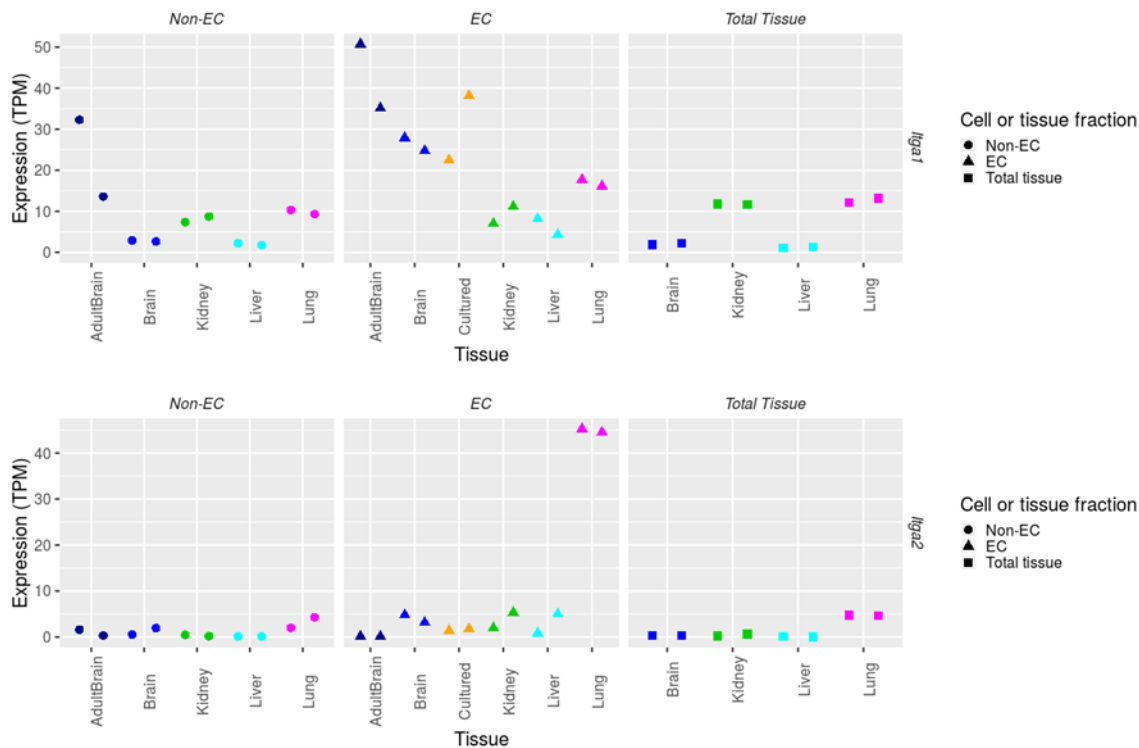 Non-EC EC Total Tissue
Expression (TPM)
50
40
30
20
10
0
Itga1
AdultBrain Brain Kidney Liver Lung AdultBrain Brain Cultured Kidney Liver Lung Brain Kidney Liver Lung
Tissue
Cell or tissue fraction
Non-EC
EC
Total tissue
Non-EC EC Total Tissue
Expression (TPM)
40
30
20
10
0
Itga2
AdultBrain Brain Kidney Liver Lung AdultBrain Brain Cultured Kidney Liver Lung Brain Kidney Liver Lung
Tissue
Cell or tissue fraction
Non-EC
EC
Total tissue